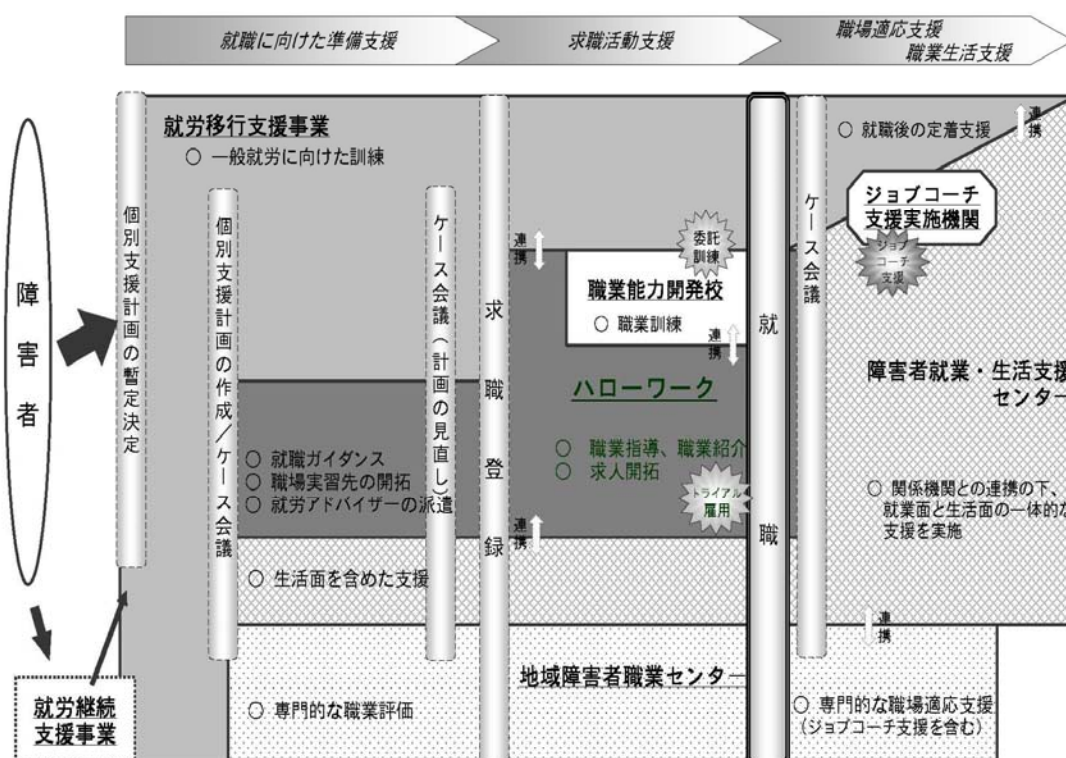 就職に向けた準備支援
求職活動支援
職場適応支援
職業生活支援
障害者
個別支援計画の暫定決定
就労移行支援事業
○ 一般就労に向けた訓練
個別支援計画の作成／ケース会議
ケース会議（計画の見直し）
求職登録
連携
委託
訓練
職業能力開発校
○ 職業訓練
連携
ハローワーク
○ 職業指導、職業紹介
○ 求人開拓
トライアル
雇用
連携
就職
ケース会議
○ 就職後の定着支援
連携
ジョブコーチ
支援実施機関
ジョブ
コーチ
支援
障害者就業・生活支援
センター
○ 関係機関との連携の下、
就業面と生活面の一体的な
支援を実施
連携
○ 就職ガイダンス
○ 職場実習先の開拓
○ 就労アドバイザーの派遣
○ 生活面を含めた支援
地域障害者職業センター
○ 専門的な職業評価
○ 専門的な職場適応支援
（ジョブコーチ支援を含む）
就労継続
支援事業